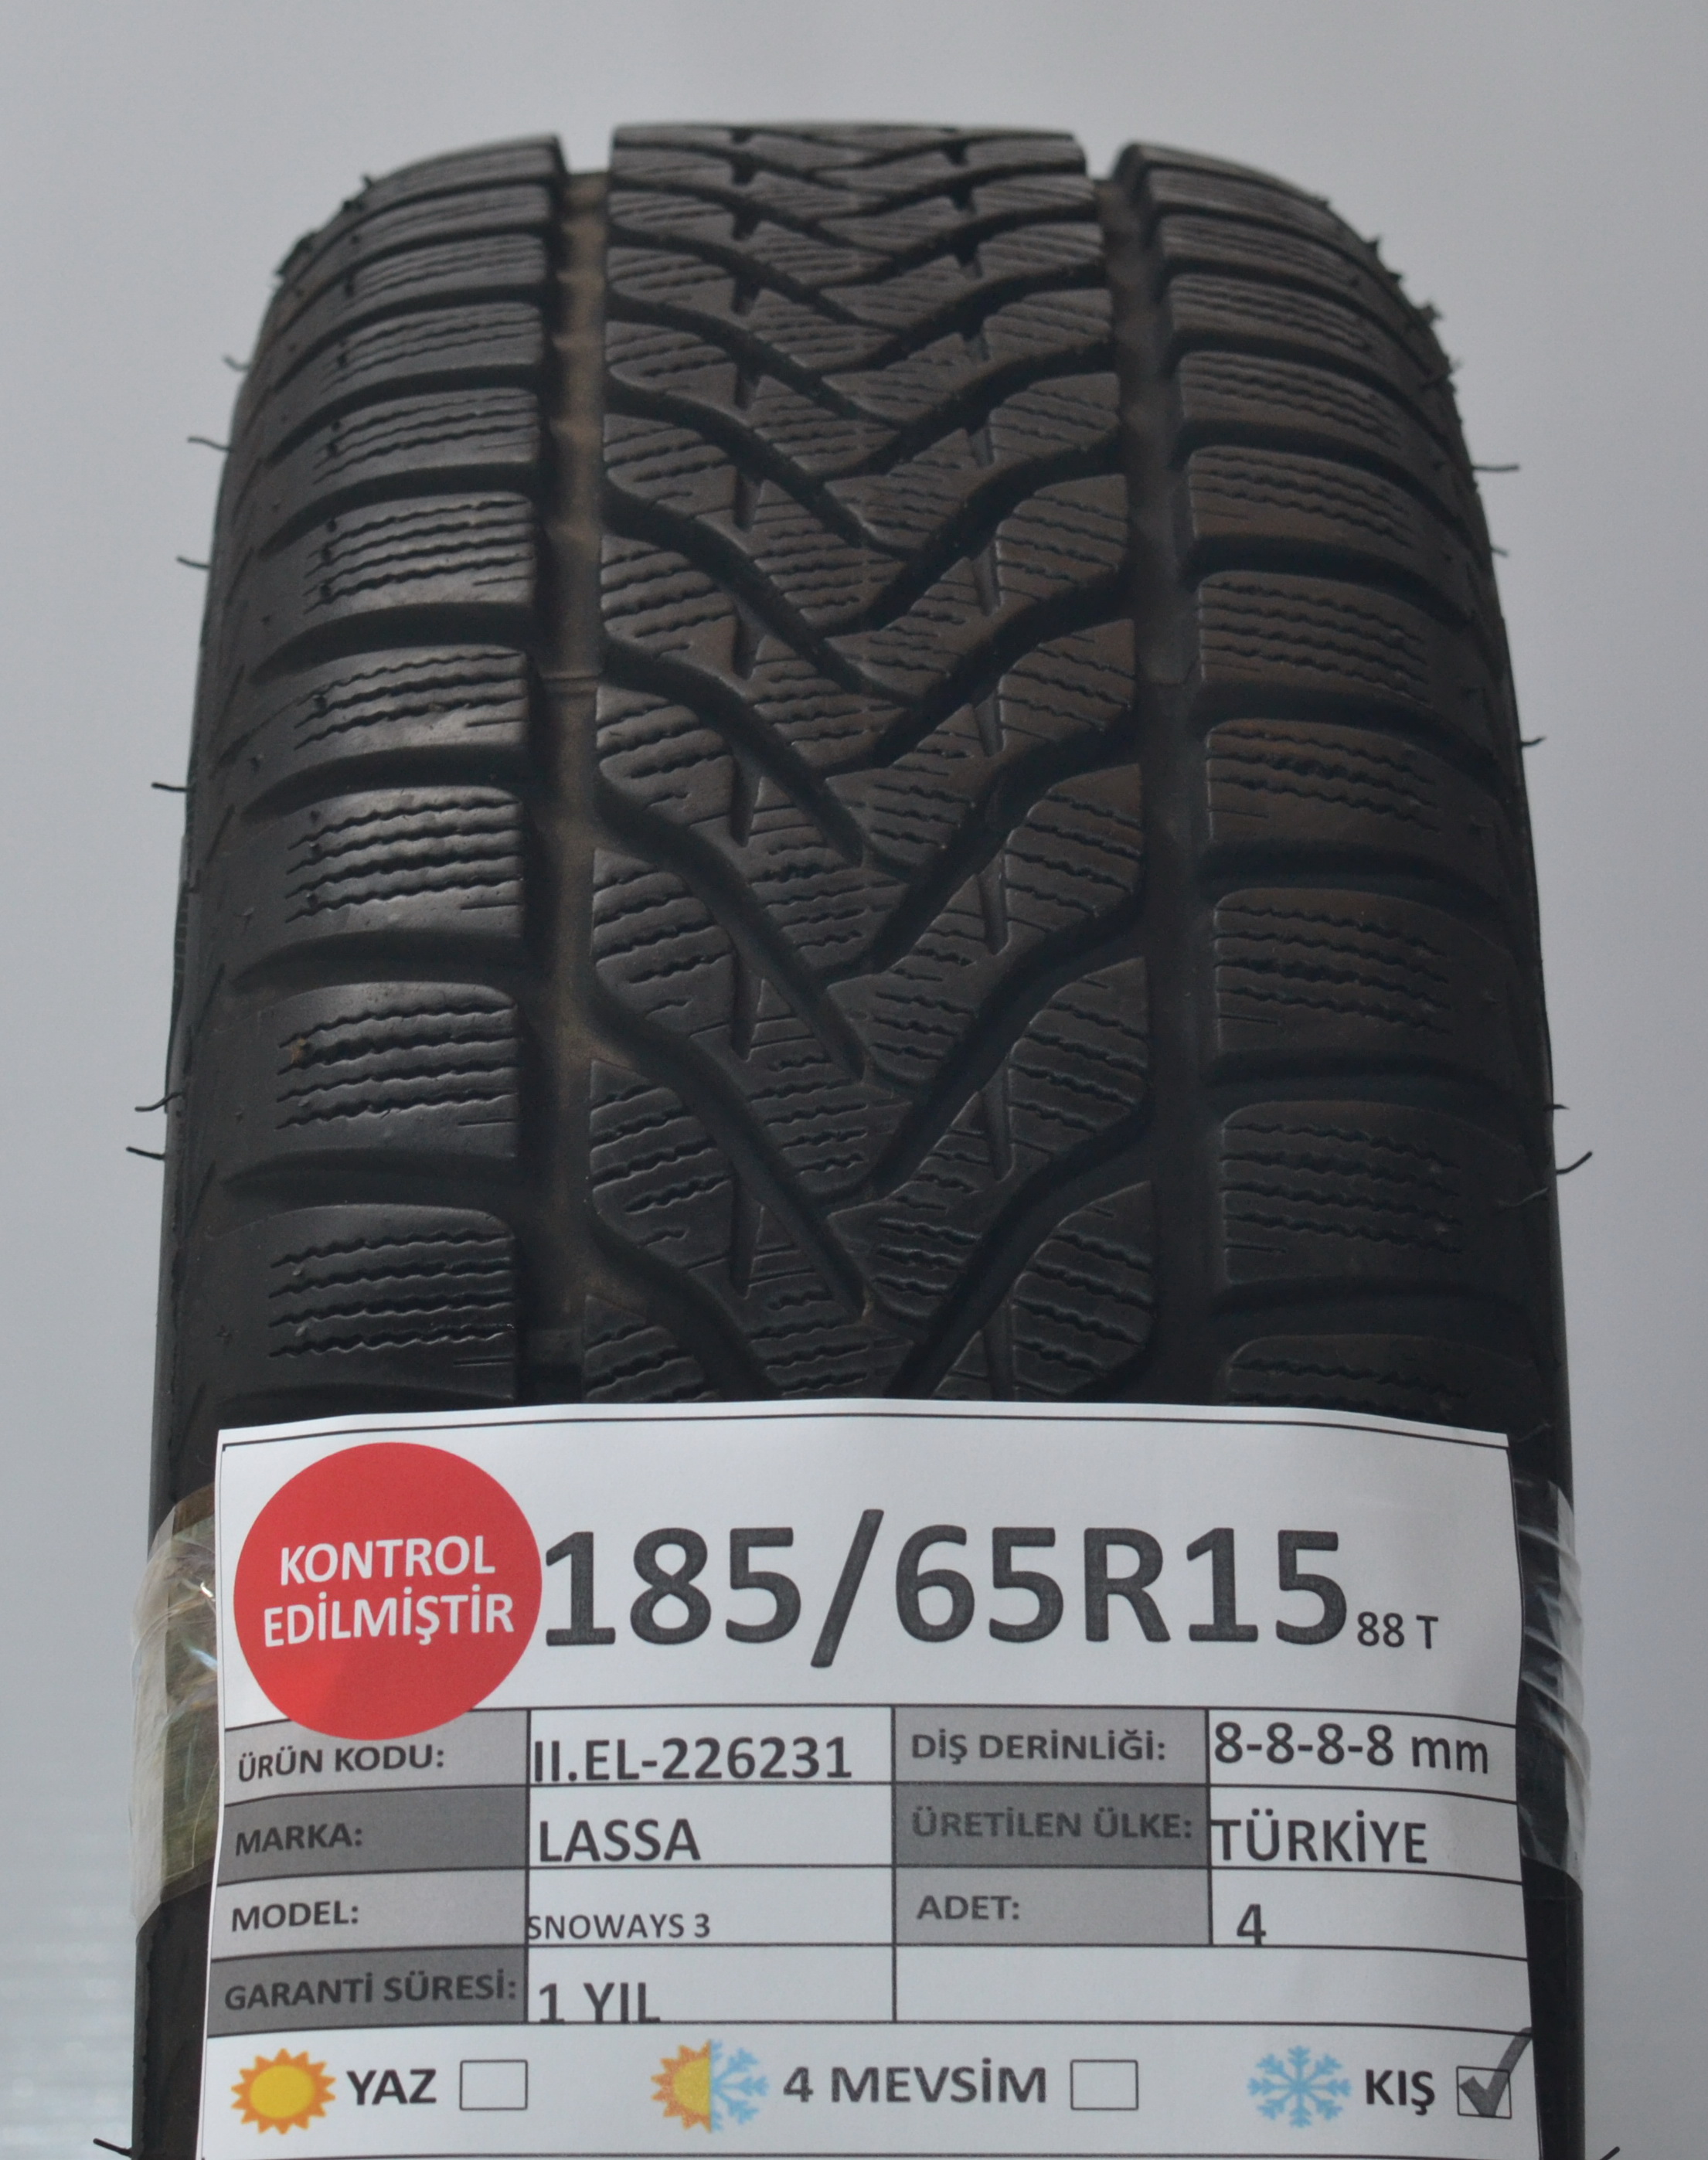 KONTROL
EDİLMİŞTİR
185/65R15 88 T
ÜRÜN KODU: II.EL-226231 DİŞ DERİNLİĞİ: 8-8-8-8 mm
MARKA: LASSA ÜRETİLEN ÜLKE: TÜRKİYE
MODEL: SNOWAYS 3 ADET: 4
GARANTİ SÜRESİ: 1 YIL
YAZ 4 MEVSİM KIŞ